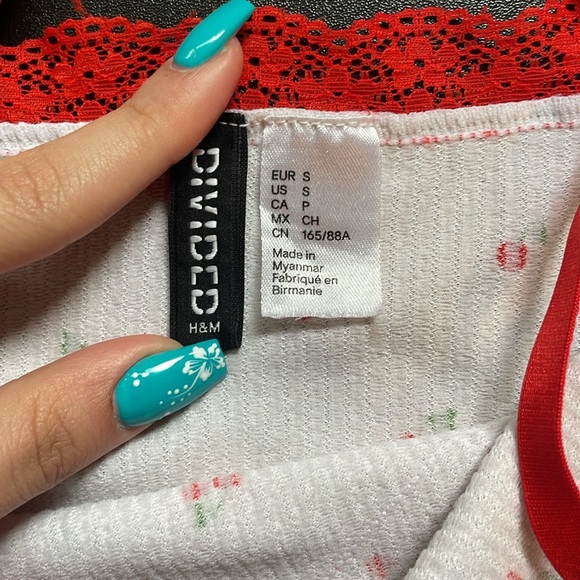 DIVIDED
H&M
EUR S
US S
CA P
MX CH
CN 165/88A
Made in
Myanmar
Fabriqué en
Birmanie